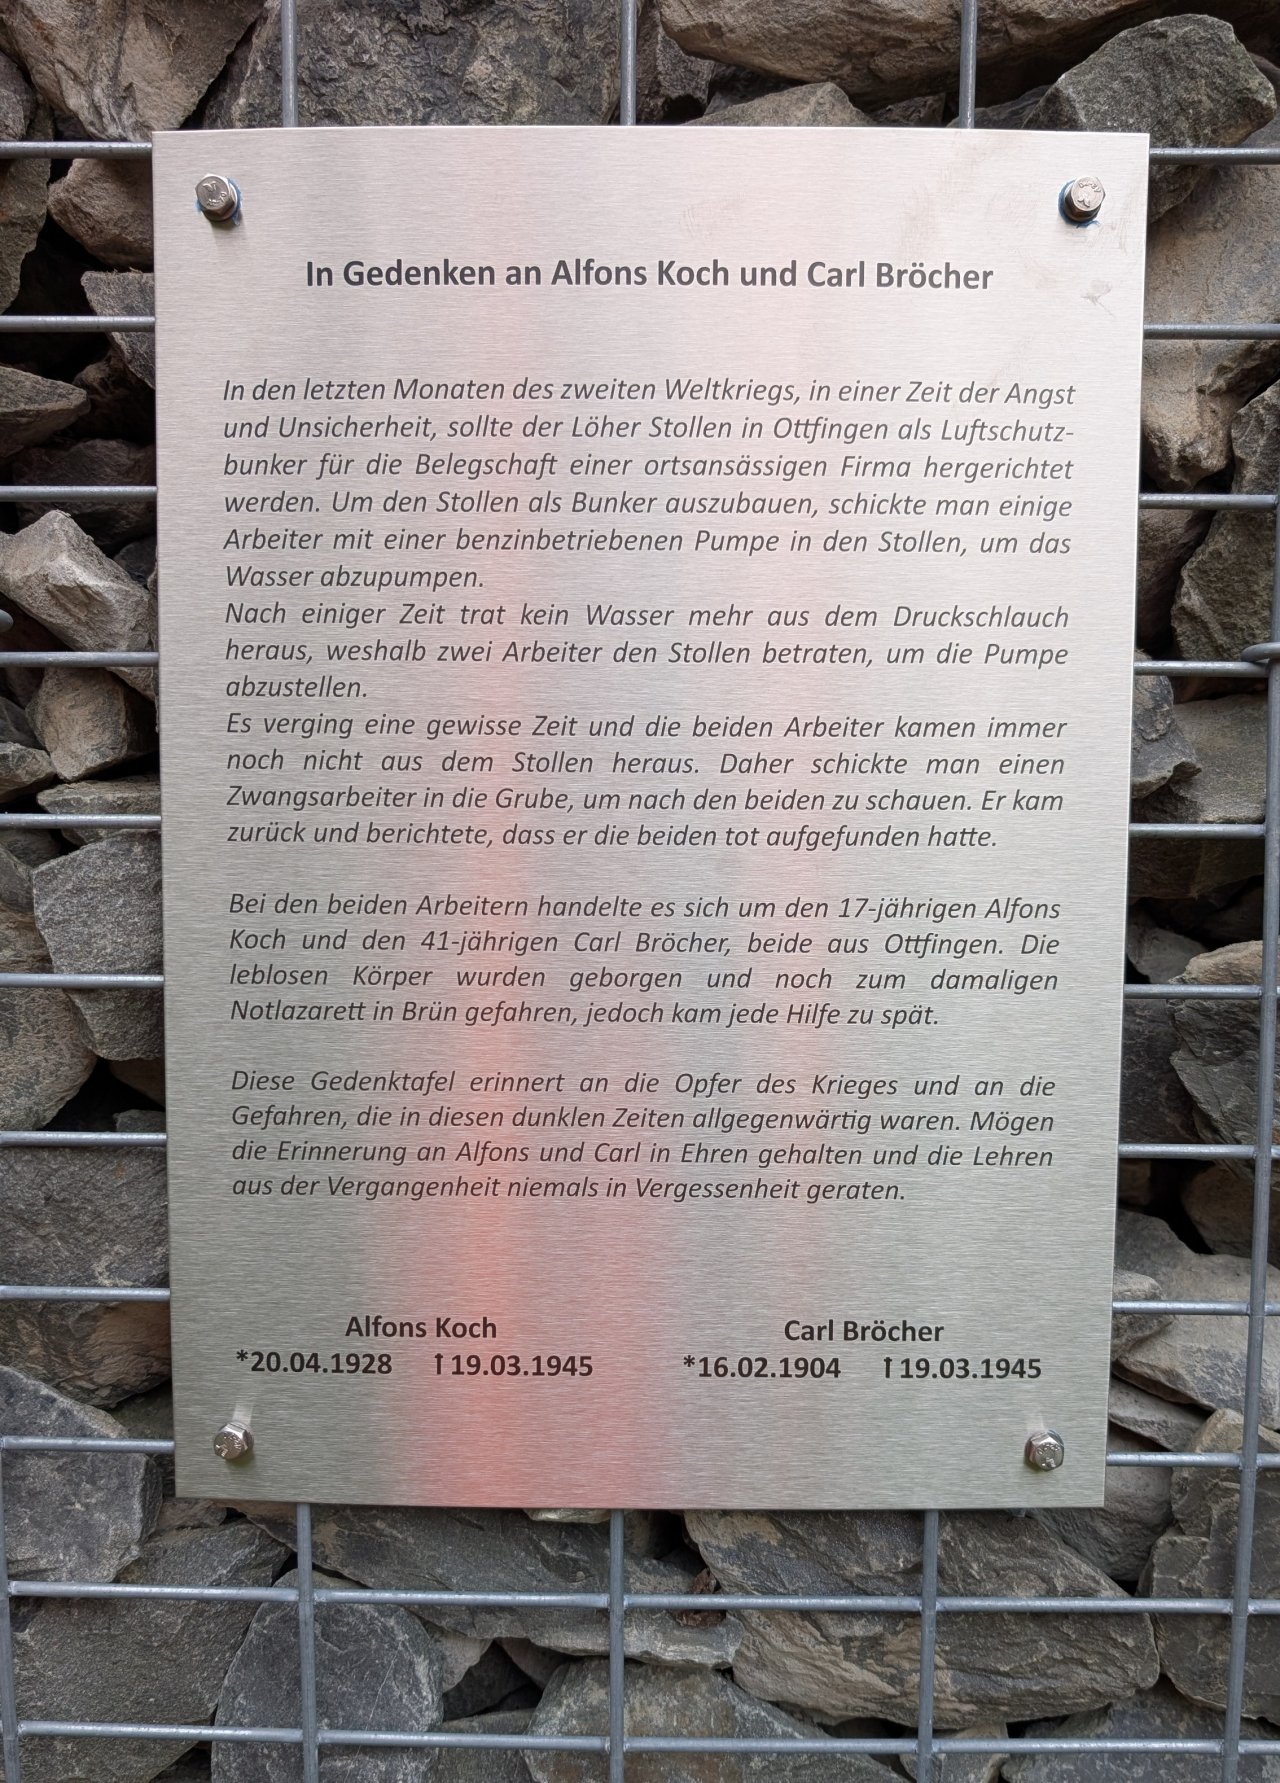 In Gedenken an Alfons Koch und Carl Bröcher
In den letzten Monaten des zweiten Weltkriegs, in einer Zeit der Angst
und Unsicherheit, sollte der Löher Stollen in Ottfingen als Luftschutz-
bunker für die Belegschaft einer ortsansässigen Firma hergerichtet
werden. Um den Stollen als Bunker auszubauen, schickte man einige
Arbeiter mit einer benzinbetriebenen Pumpe in den Stollen, um das
Wasser abzupumpen.
Nach einiger Zeit trat kein Wasser mehr aus dem Druckschlauch
heraus, weshalb zwei Arbeiter den Stollen betraten, um die Pumpe
abzustellen.
Es verging eine gewisse Zeit und die beiden Arbeiter kamen immer
noch nicht aus dem Stollen heraus. Daher schickte man einen
Zwangsarbeiter in die Grube, um nach den beiden zu schauen. Er kam
zurück und berichtete, dass er die beiden tot aufgefunden hatte.
Bei den beiden Arbeitern handelte es sich um den 17-jährigen Alfons
Koch und den 41-jährigen Carl Bröcher, beide aus Ottfingen. Die
leblosen Körper wurden geborgen und noch zum damaligen
Notlazarett in Brün gefahren, jedoch kam jede Hilfe zu spät.
Diese Gedenktafel erinnert an die Opfer des Krieges und an die
Gefahren, die in diesen dunklen Zeiten allgegenwärtig waren. Mögen
die Erinnerung an Alfons und Carl in Ehren gehalten und die Lehren
aus der Vergangenheit niemals in Vergessenheit geraten.
Alfons Koch
*20.04.1928 †19.03.1945
Carl Bröcher
*16.02.1904 †19.03.1945